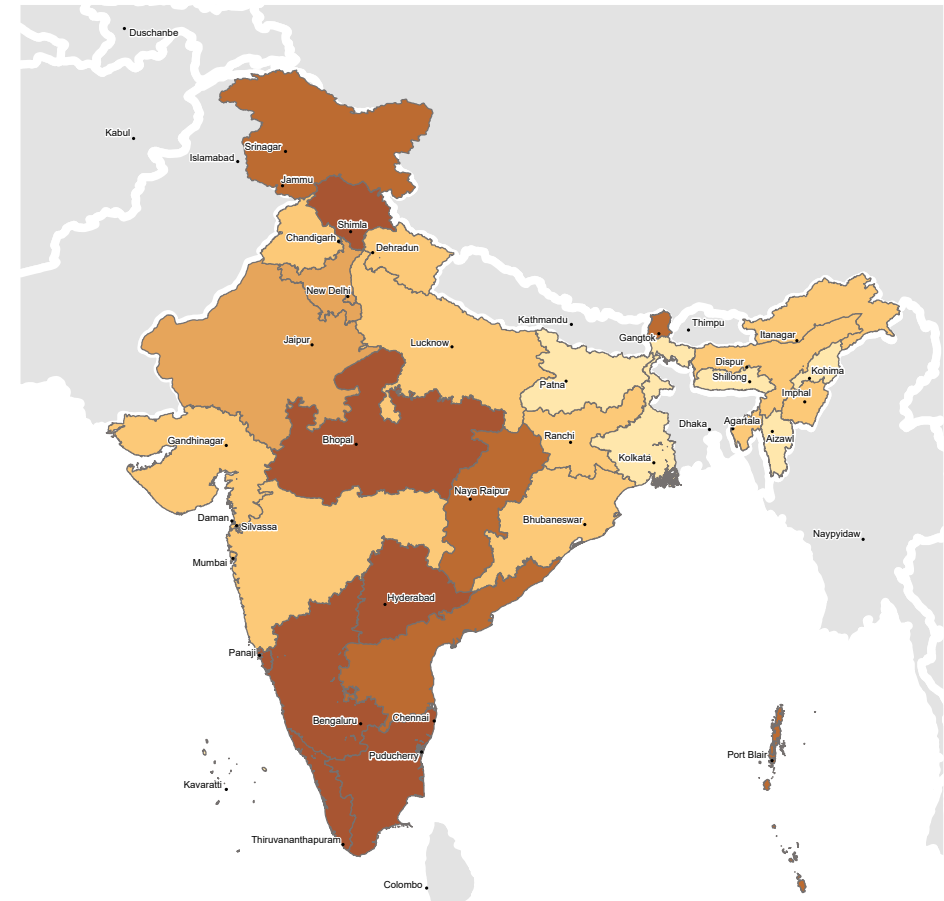 Duschanbe
Kabul
Srinagar
Islamabad
Jammu
Shimla
Chandigarh
Dehradun
New Delhi
Kathmandu
Thimpu
Gangtok
Itanagar
Jaipur
Lucknow
Dispur
Kohima
Shillong
Patna
Imphal
Dhaka
Agartala
Ranchi
Aizawl
Gandhinagar
Bhopal
Kolkata
Naya Raipur
Daman
Silvassa
Bhubaneswar
Naypyidaw
Mumbai
Hyderabad
Panaji
Bengaluru
Chennai
Puducherry
Port Blair
Kavaratti
Thiruvananthapuram
Colombo